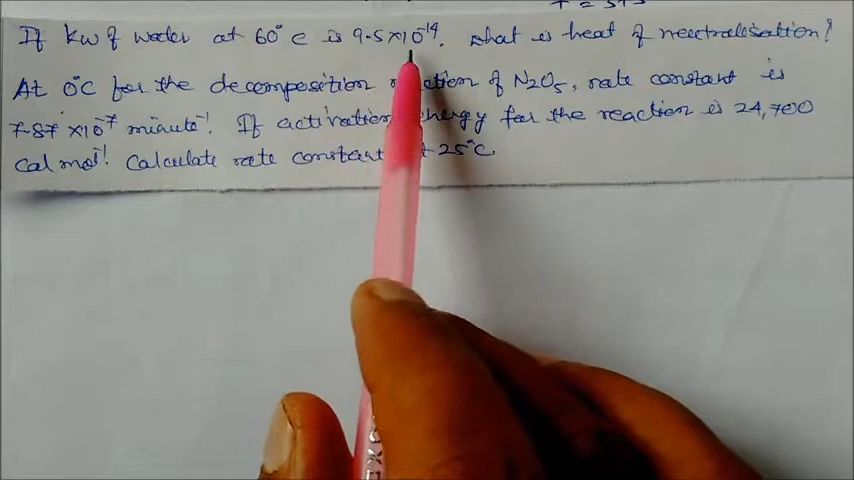 If Kw of water at 60°C is 9.5×10⁻¹⁴. what is heat of neutralisation?
At 0°C for the decomposition of N₂O₅, rate constant is
7.87 ×10⁻⁷ minute⁻¹. If activation energy for the reaction is 24,700
cal mol⁻¹. Calculate rate constant 25°C.